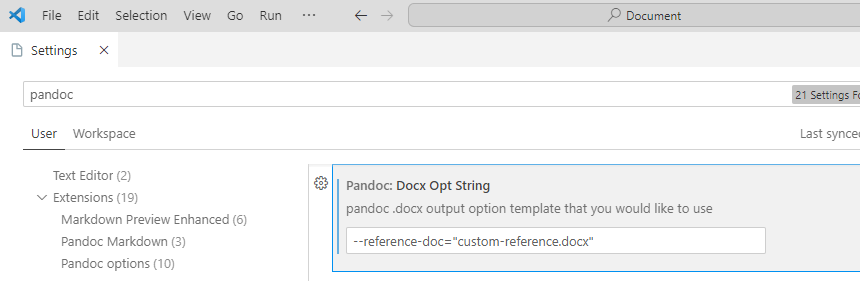 File Edit Selection View Go Run ··· Document
Settings
pandoc
21 Settings Fo
User Workspace
Last synced
Text Editor (2)
Extensions (19)
Markdown Preview Enhanced (6)
Pandoc Markdown (3)
Pandoc options (10)
Pandoc: Docx Opt String
pandoc .docx output option template that you would like to use
--reference-doc="custom-reference.docx"